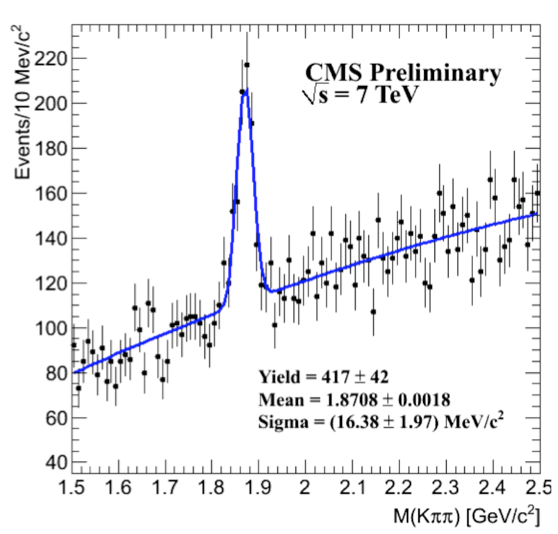 Events/10 Mev/c²
220
200
180
160
140
120
100
80
60
40
CMS Preliminary
√s = 7 TeV
Yield = 417 ± 42
Mean = 1.8708 ± 0.0018
Sigma = (16.38 ± 1.97) MeV/c²
1.5 1.6 1.7 1.8 1.9 2 2.1 2.2 2.3 2.4 2.5
M(Kππ) [GeV/c²]